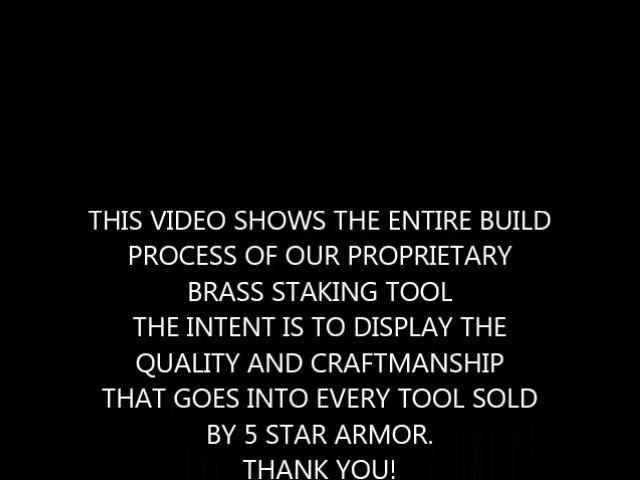 THIS VIDEO SHOWS THE ENTIRE BUILD
PROCESS OF OUR PROPRIETARY
BRASS STAKING TOOL
THE INTENT IS TO DISPLAY THE
QUALITY AND CRAFTMANSHIP
THAT GOES INTO EVERY TOOL SOLD
BY 5 STAR ARMOR.
THANK YOU!